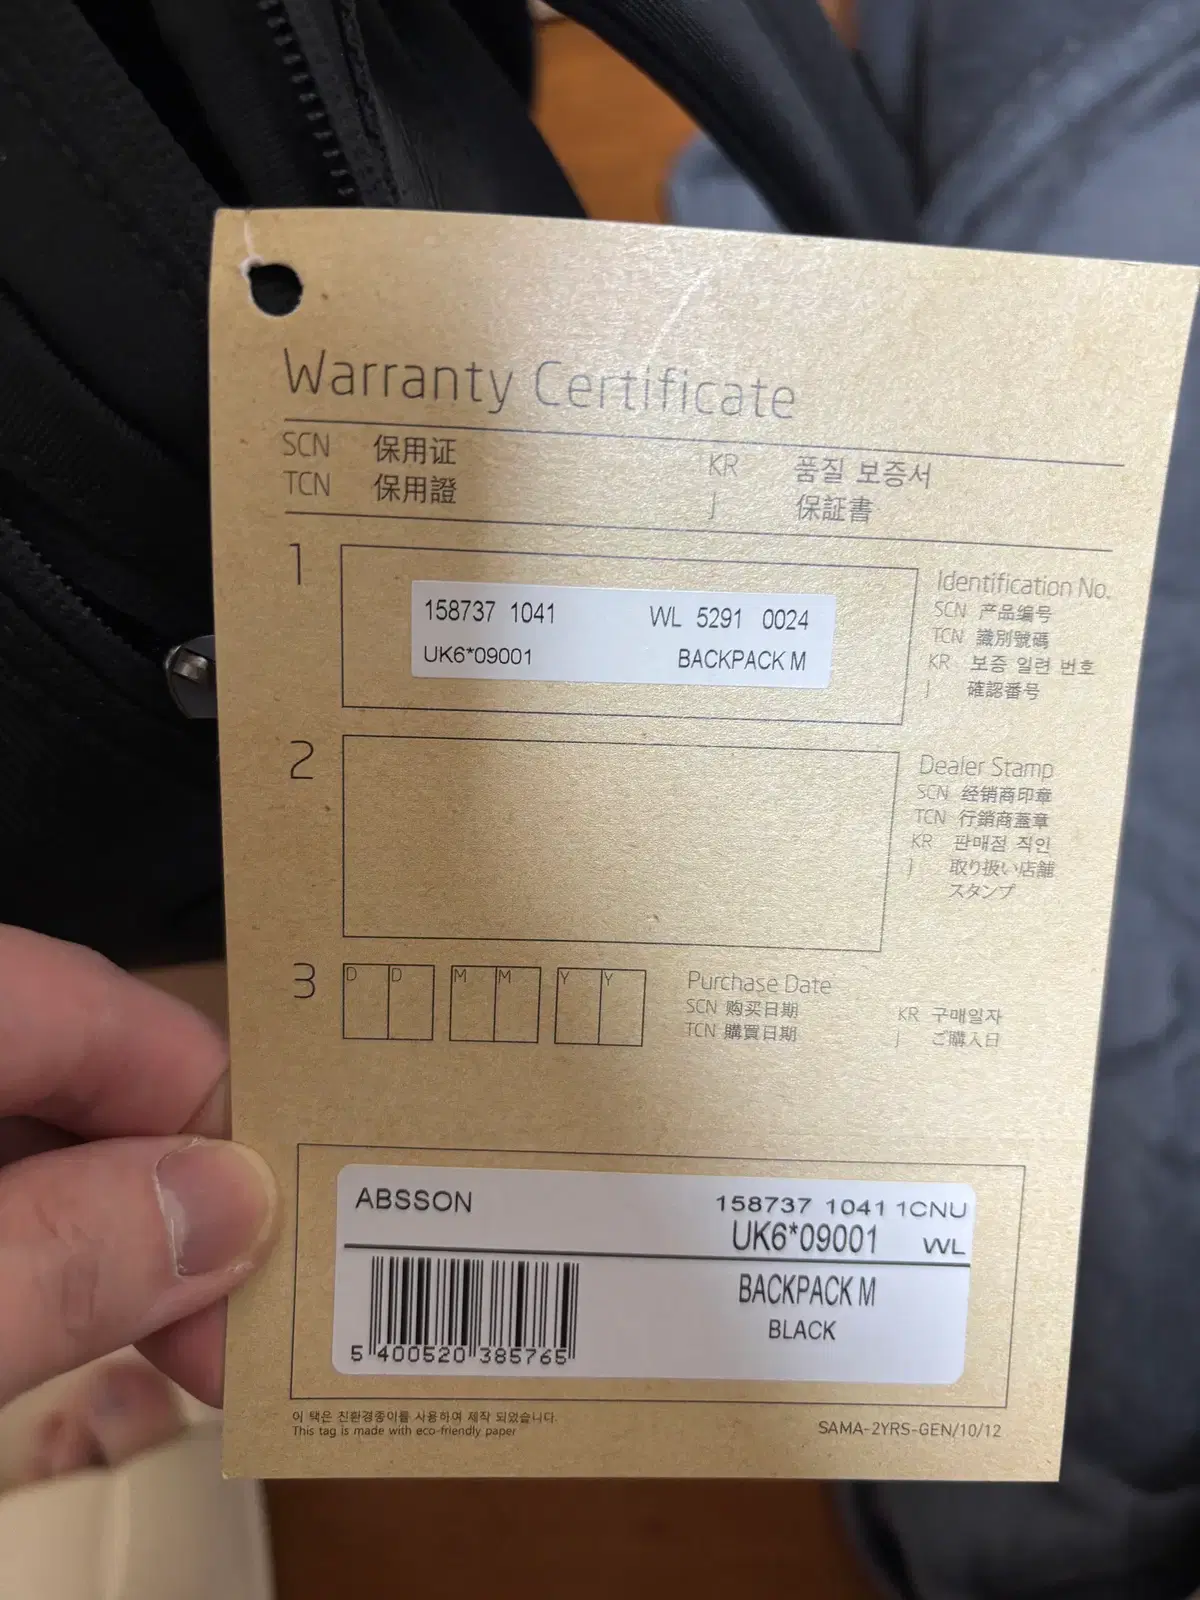 Warranty Certificate
SCN 保用证
TCN 保用證
KR 품질 보증서
J 保証書
1
158737 1041 WL 5291 0024
UK6*09001 BACKPACK M
Identification No.
SCN 产品编号
TCN 識別號碼
KR 보증 일련 번호
J 確認番号
2
Dealer Stamp
SCN 经销商印章
TCN 行銷商蓋章
KR 판매점 직인
J 取り扱い店舗
スタンプ
3
D D M M Y Y
Purchase Date
SCN 购买日期
TCN 購買日期
KR 구매일자
J ご購入日
ABSSON 158737 1041 1CNU
UK6*09001 WL
BACKPACK M
BLACK
5 400520 385765
이 택은 친환경종이를 사용하여 제작 되었습니다.
This tag is made with eco-friendly paper
SAMA-2YRS-GEN/10/12